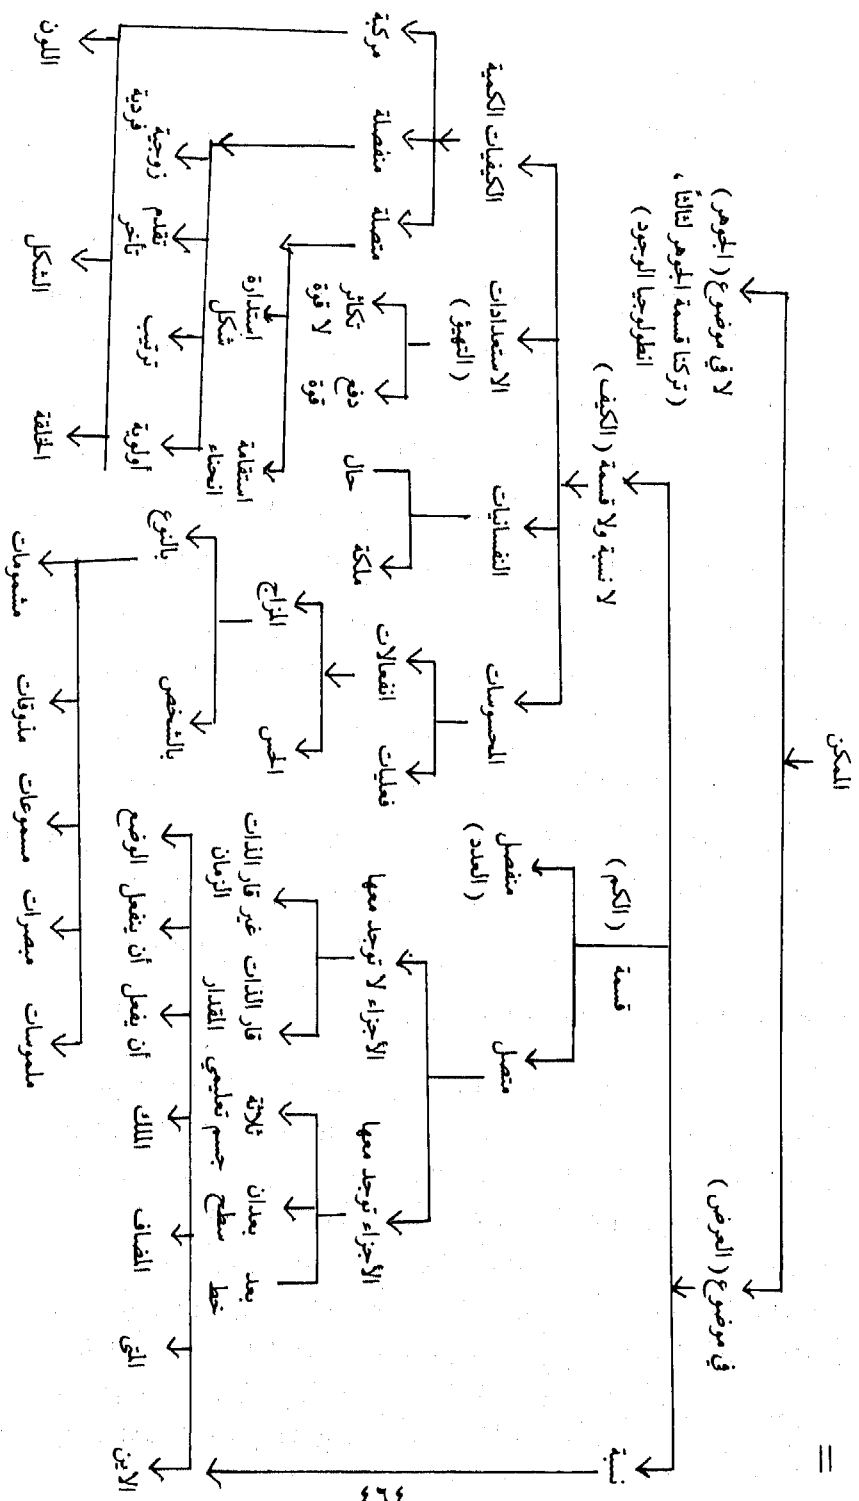 الممكن
في موضوع (العرض)
لا في موضوع (الجوهر)
(تركنا قسمة الجوهر لثالثاً،
انطولوجيا الوجود)
نسبة
(الكم)
قسمة
لا نسبة ولا قسمة (الكيف)
متصل
منفصل
(العدد)
المحسوسات
النفسانيات
الاستعدادات
(التهيؤ)
الكيفيات الكمية
الأجزاء توجد معها
الأجزاء لا توجد معها
فعليات
انفعالات
ملكة
حال
دفع
قوة
تكاثر
لا قوة
متصلة
منفصلة
مركبة
بعد
خط
بعدان
سطح
ثلاثة
جسم تعليمي
قار الذات
المقدار
غير قار الذات
الزمان
الحس
المزاج
استقامة
انحناء
استدارة
شكل
الاين
المتى
المضاف
الملك
أن يفعل
أن ينفعل
الوضع
بالشخص
بالنوع
أولوية
ترتيب
تقدم
تأخر
زوجية
فردية
ملموسات
مبصرات
مسموعات
مذوقات
مشمومات
الخلقة
الشكل
اللون
٤٦٤